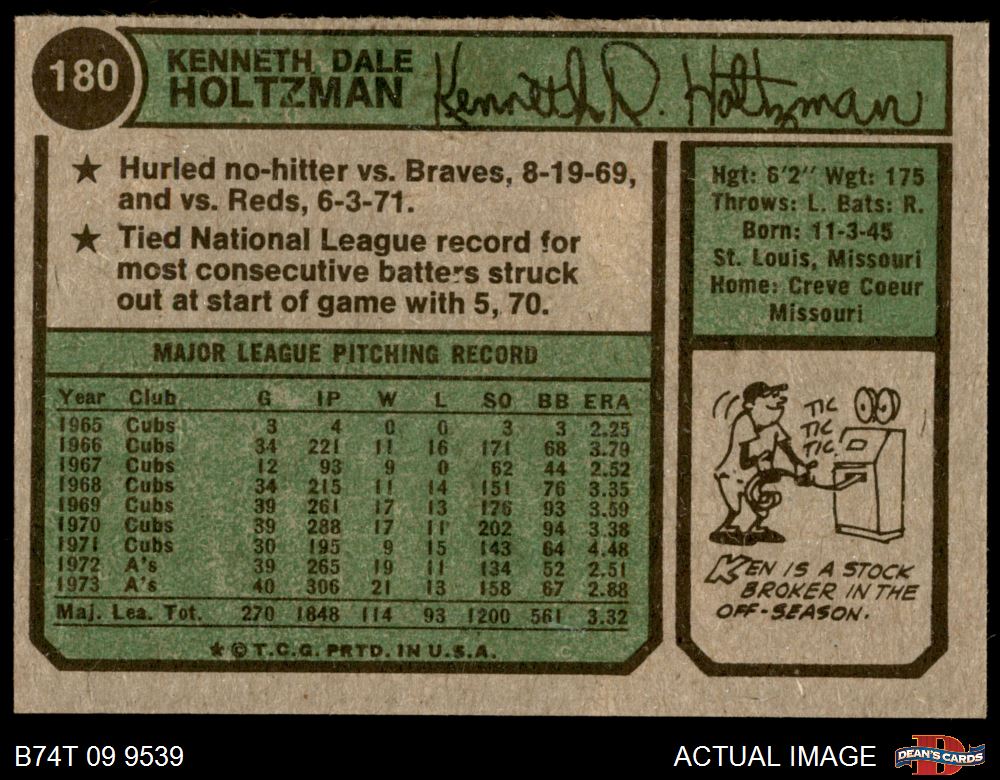 180
KENNETH DALE
HOLTZMAN
Kenneth D. Holtzman
★ Hurled no-hitter vs. Braves, 8-19-69,
and vs. Reds, 6-3-71.
★ Tied National League record for
most consecutive batters struck
out at start of game with 5, 70.
Hgt: 6'2" Wgt: 175
Throws: L. Bats: R.
Born: 11-3-45
St. Louis, Missouri
Home: Creve Coeur
Missouri
MAJOR LEAGUE PITCHING RECORD
Year Club G IP W L SO BB ERA
1965 Cubs 3 4 0 0 3 3 2.25
1966 Cubs 34 221 11 16 171 68 3.79
1967 Cubs 12 93 9 0 62 44 2.52
1968 Cubs 34 215 11 14 151 76 3.35
1969 Cubs 39 261 17 13 176 93 3.59
1970 Cubs 39 288 17 11 202 94 3.38
1971 Cubs 30 195 9 15 143 64 4.48
1972 A's 39 265 19 11 134 52 2.51
1973 A's 40 306 21 13 158 67 2.88
Maj. Lea. Tot. 270 1848 114 93 1200 561 3.32
★ © T.C.G. PRTD. IN U.S.A.
TIC
TIC
TIC
KEN IS A STOCK
BROKER IN THE
OFF-SEASON.
B74T 09 9539
ACTUAL IMAGE
DEAN'S CARDS